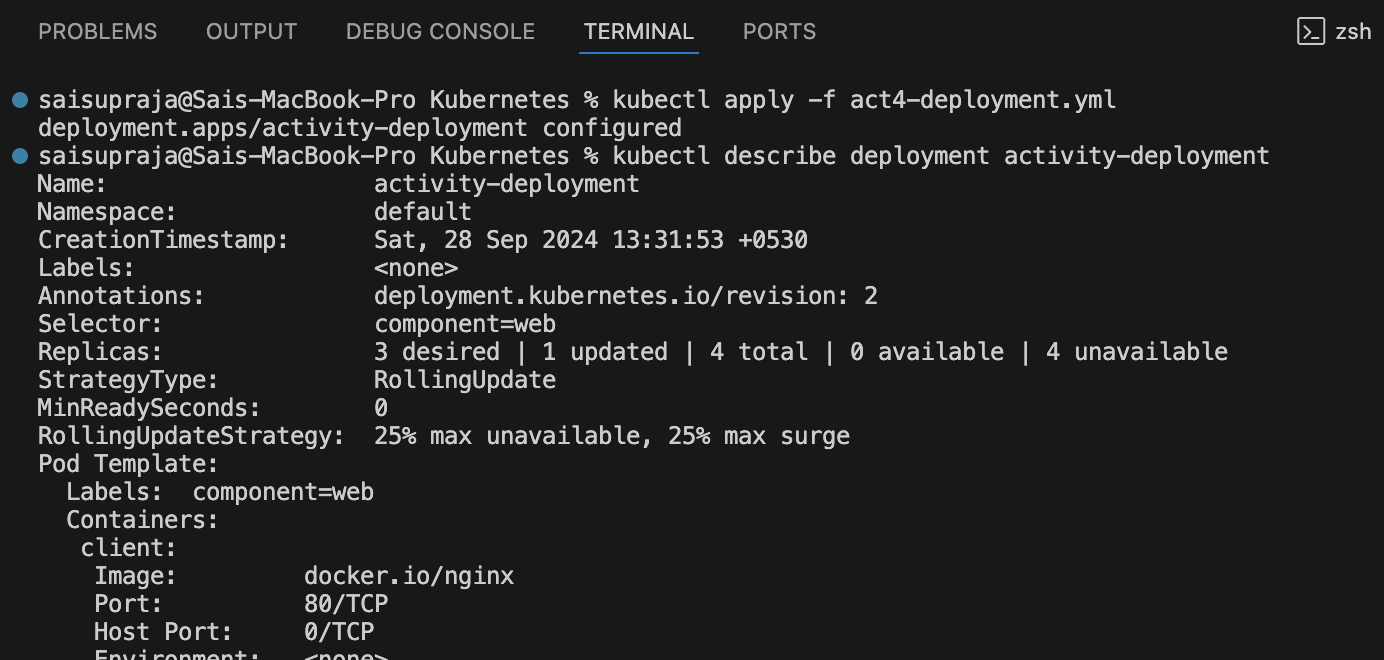 PROBLEMS OUTPUT DEBUG CONSOLE TERMINAL PORTS zsh
saisupraja@Sais-MacBook-Pro Kubernetes % kubectl apply -f act4-deployment.yml
deployment.apps/activity-deployment configured
saisupraja@Sais-MacBook-Pro Kubernetes % kubectl describe deployment activity-deployment
Name: activity-deployment
Namespace: default
CreationTimestamp: Sat, 28 Sep 2024 13:31:53 +0530
Labels: <none>
Annotations: deployment.kubernetes.io/revision: 2
Selector: component=web
Replicas: 3 desired | 1 updated | 4 total | 0 available | 4 unavailable
StrategyType: RollingUpdate
MinReadySeconds: 0
RollingUpdateStrategy: 25% max unavailable, 25% max surge
Pod Template:
Labels: component=web
Containers:
client:
Image: docker.io/nginx
Port: 80/TCP
Host Port: 0/TCP
Environment: <none>